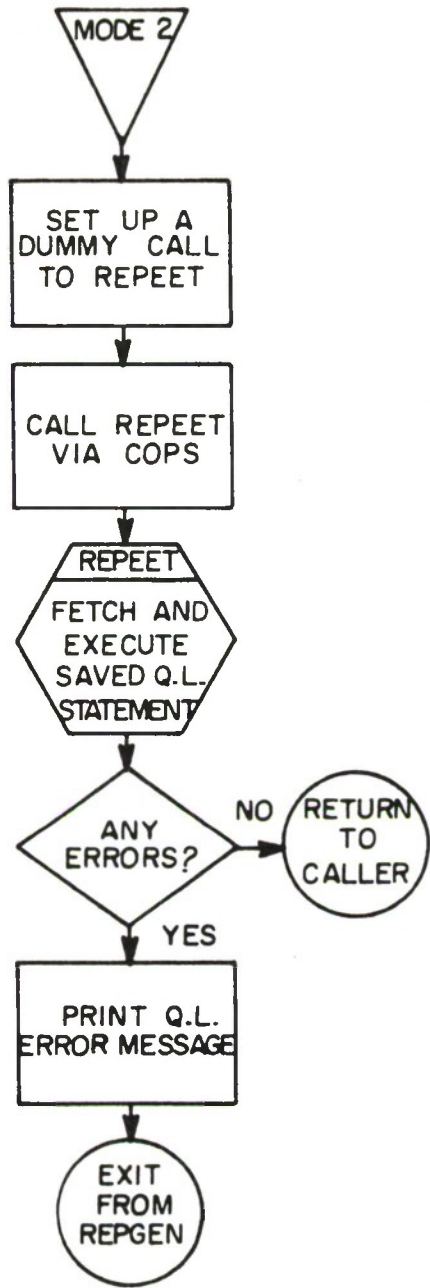 MODE 2
SET UP A
DUMMY CALL
TO REPEET
CALL REPEET
VIA COPS
REPEET
FETCH AND
EXECUTE
SAVED Q.L.
STATEMENT
ANY
ERRORS?
NO
RETURN
TO
CALLER
YES
PRINT Q.L.
ERROR MESSAGE
EXIT
FROM
REPGEN